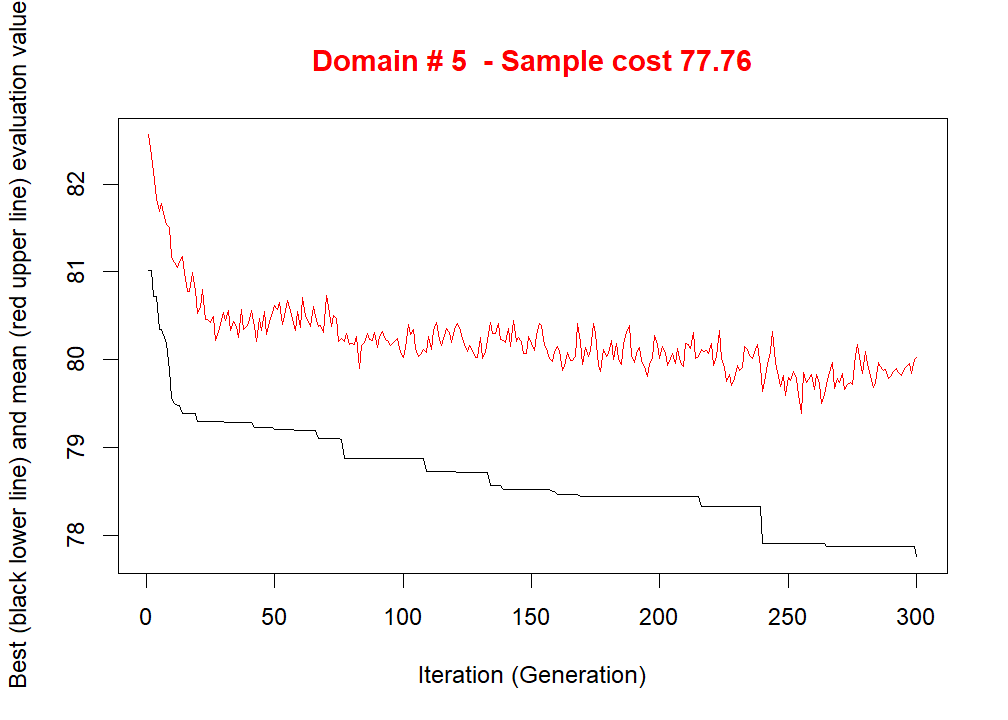 Domain # 5  - Sample cost 77.76
Best (black lower line) and mean (red upper line) evaluation value
82
81
80
79
78
0 50 100 150 200 250 300
Iteration (Generation)